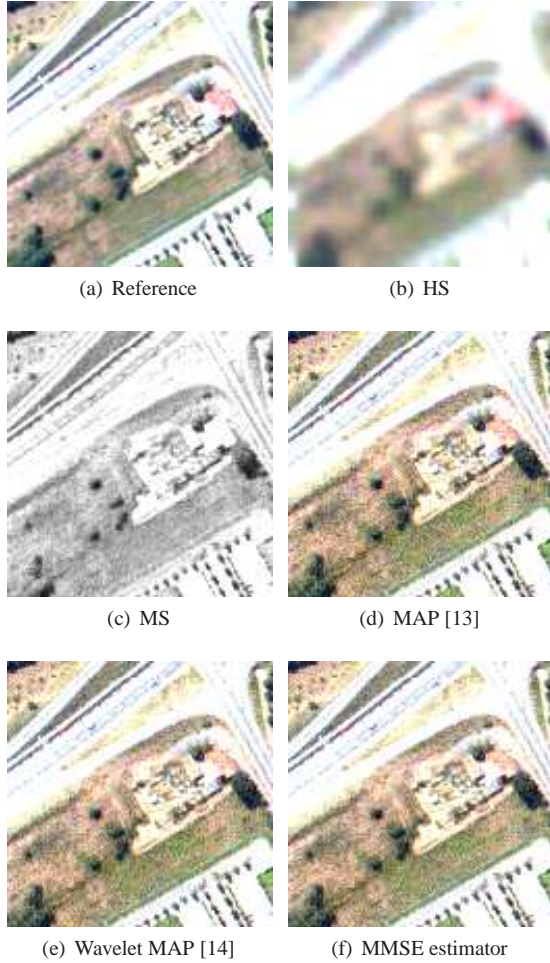 (a) Reference
(b) HS
(c) MS
(d) MAP [13]
(e) Wavelet MAP [14]
(f) MMSE estimator